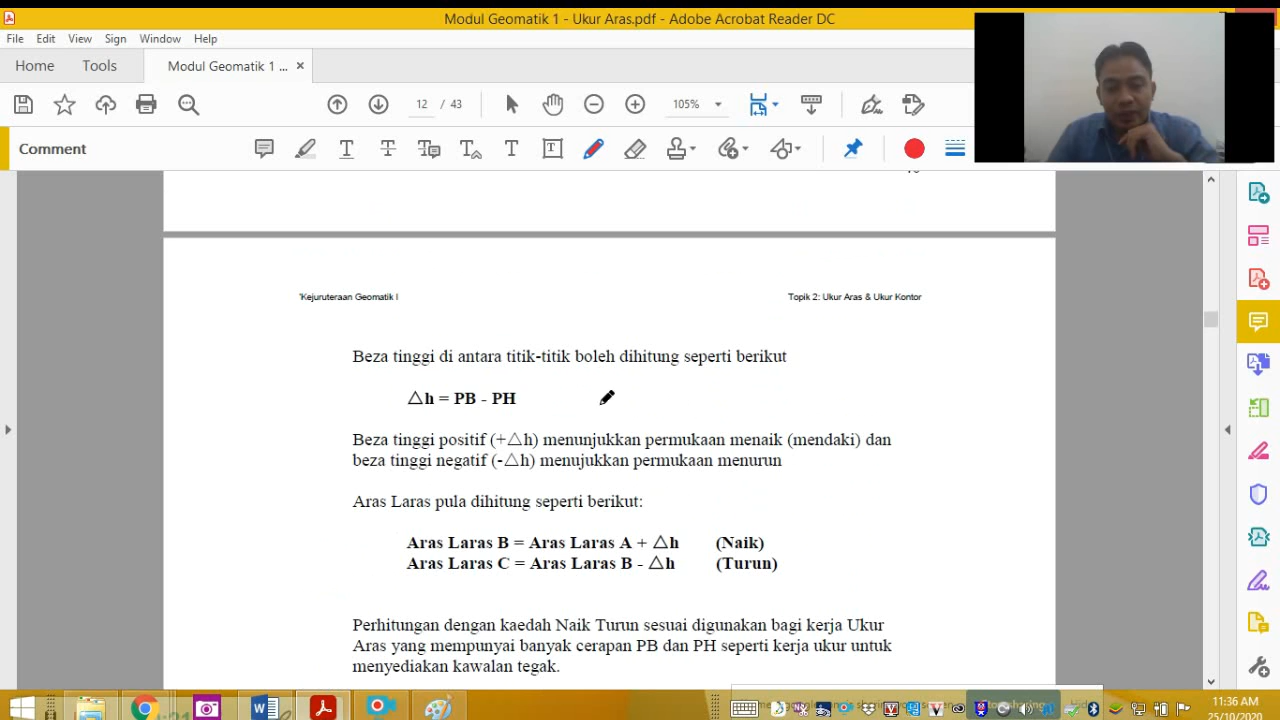 Modul Geomatik 1 - Ukur Aras.pdf - Adobe Acrobat Reader DC
File Edit View Sign Window Help
Home Tools Modul Geomatik 1 ... ×
12 / 43 105%
Comment
'Kejuruteraan Geomatik I Topik 2: Ukur Aras & Ukur Kontor
Beza tinggi di antara titik-titik boleh dihitung seperti berikut
△h = PB - PH
Beza tinggi positif (+△h) menunjukkan permukaan menaik (mendaki) dan
beza tinggi negatif (-△h) menujukkan permukaan menurun
Aras Laras pula dihitung seperti berikut:
Aras Laras B = Aras Laras A + △h (Naik)
Aras Laras C = Aras Laras B - △h (Turun)
Perhitungan dengan kaedah Naik Turun sesuai digunakan bagi kerja Ukur
Aras yang mempunyai banyak cerapan PB dan PH seperti kerja ukur untuk
menyediakan kawalan tegak.
11:36 AM
25/10/2020